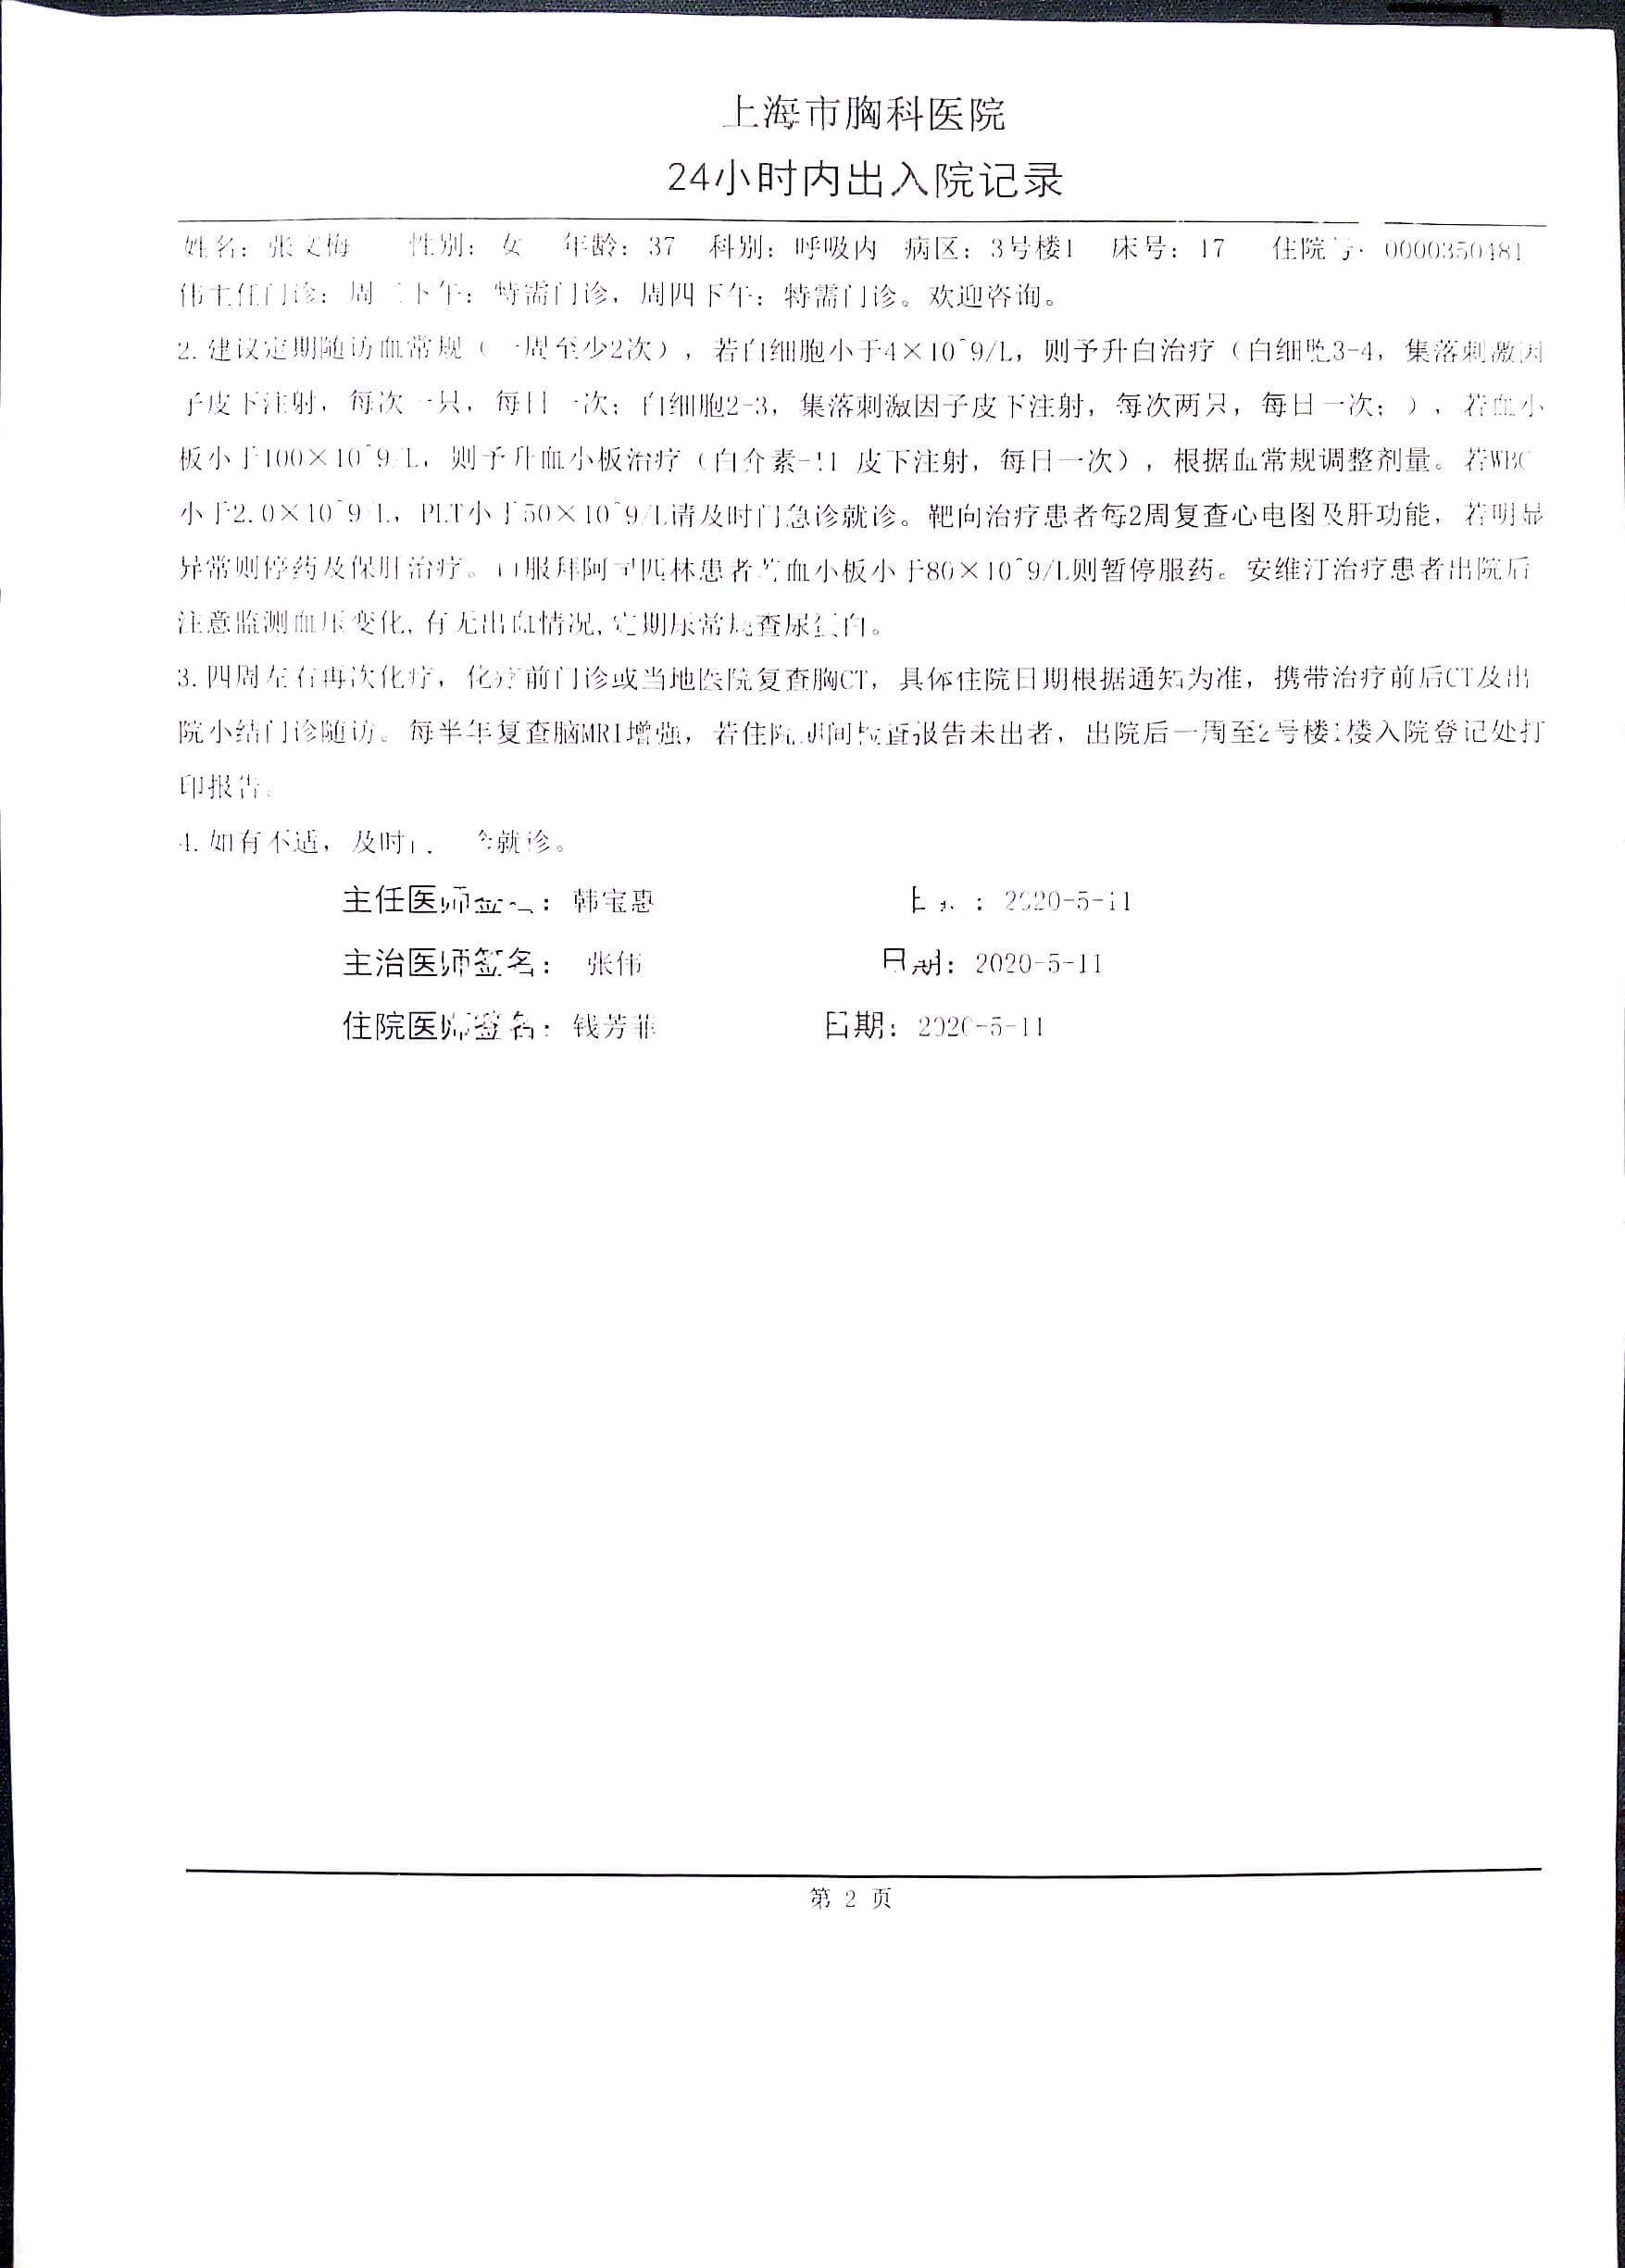 上海市胸科医院
24小时内出入院记录
姓名：张文梅 性别：女 年龄：37 科别：呼吸内 病区：3号楼1 床号：17 住院号：0000350481
伟主任门诊：周二下午：特需门诊，周四下午：特需门诊。欢迎咨询。
2.建议定期随访血常规（一周至少2次），若白细胞小于4×10^9/L，则予升白治疗（白细胞3-4，集落刺激因
子皮下注射，每次一只，每日一次；白细胞2-3，集落刺激因子皮下注射，每次两只，每日一次；），若血小
板小于100×10^9/L，则予升血小板治疗（白介素-11 皮下注射，每日一次），根据血常规调整剂量。若WBC
小于2.0×10^9/L，PLT小于50×10^9/L请及时门急诊就诊。靶向治疗患者每2周复查心电图及肝功能，若明显
异常则停药及保肝治疗。口服拜阿司匹林患者若血小板小于80×10^9/L则暂停服药。安维汀治疗患者出院后
注意监测血压变化,有无出血情况,定期尿常规查尿蛋白。
3.四周左右再次化疗，化疗前门诊或当地医院复查胸CT，具体住院日期根据通知为准，携带治疗前后CT及出
院小结门诊随访。每半年复查脑MRI增强，若住院期间检查报告未出者，出院后一周至2号楼1楼入院登记处打
印报告。
4.如有不适，及时就诊。
主任医师签名：韩宝惠 日期：2020-5-11
主治医师签名：张伟 日期：2020-5-11
住院医师签名：钱芳菲 日期：2020-5-11
第 2 页